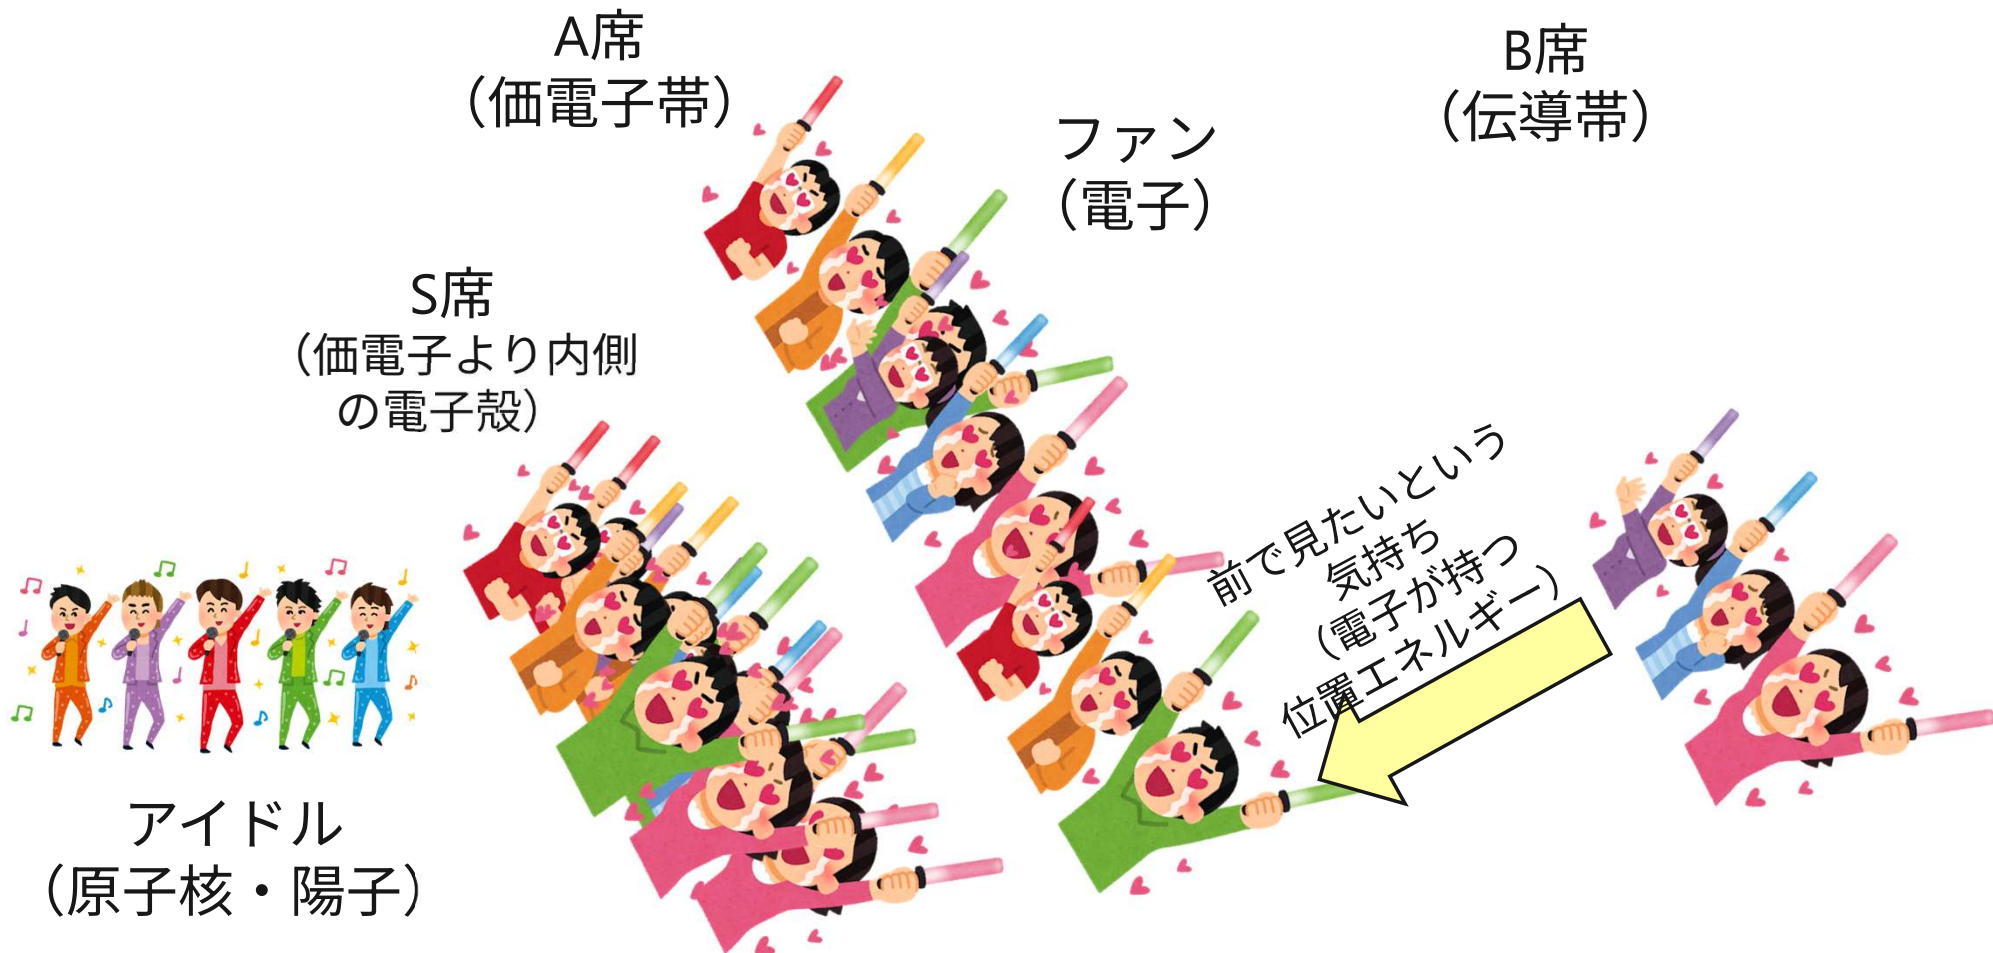 A席
（価電子帯）
B席
（伝導帯）
ファン
（電子）
S席
（価電子より内側
の電子殻）
前で見たいという
気持ち
（電子が持つ
位置エネルギー）
アイドル
（原子核・陽子）